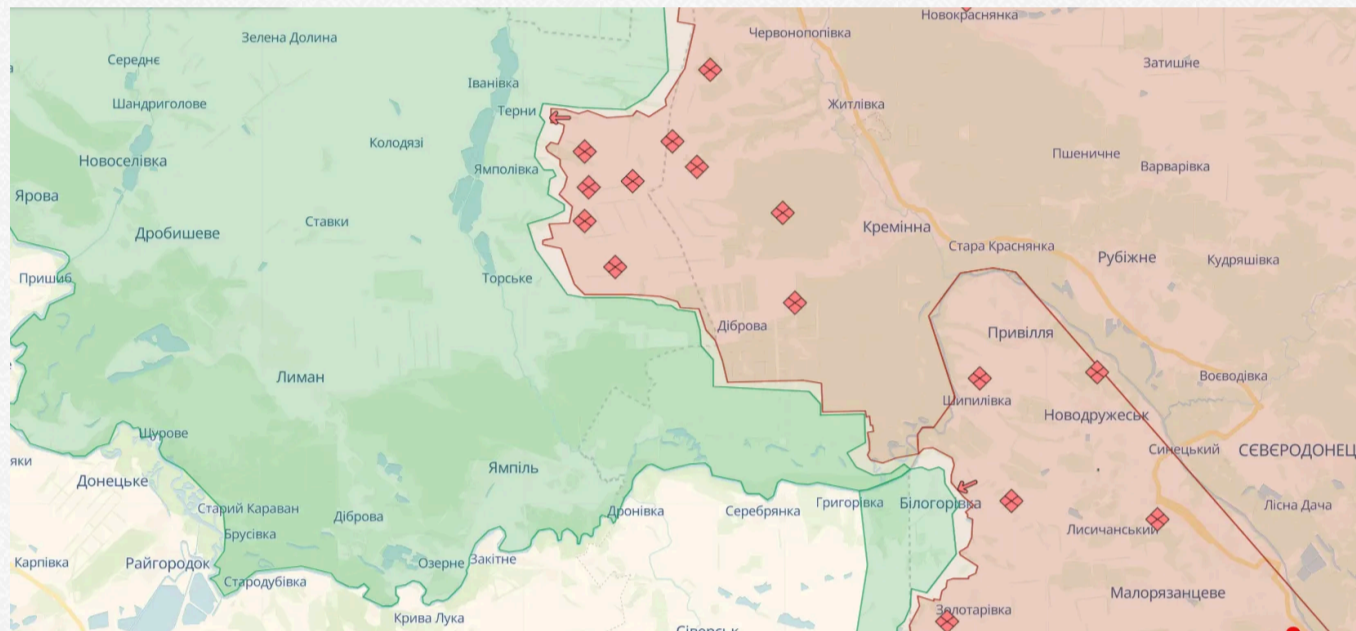 Новокраснянка
Червонопопівка
Зелена Долина
Середнє
Затишне
Іванівка
Шандриголове
Терни
Житлівка
Колодязі
Новоселівка
Пшеничне
Ямполівка
Варварівка
Ярова
Ставки
Кремінна
Дробишеве
Стара Краснянка
Рубіжне
Кудряшівка
Пришиб
Торське
Діброва
Привілля
Лиман
Воєводівка
Шипилівка
Новодружеськ
Щурове
Синецький
СЄВЄРОДОНЕЦ
яки
Ямпіль
Донецьке
Григорівка
Білогорівка
Старий Караван
Дронівка
Серебрянка
Лісна Дача
Діброва
Брусівка
Лисичанський
Карпівка
Райгородок
Озерне
Закітне
Стародубівка
Малорязанцеве
Золотарівка
Крива Лука
Сіверськ